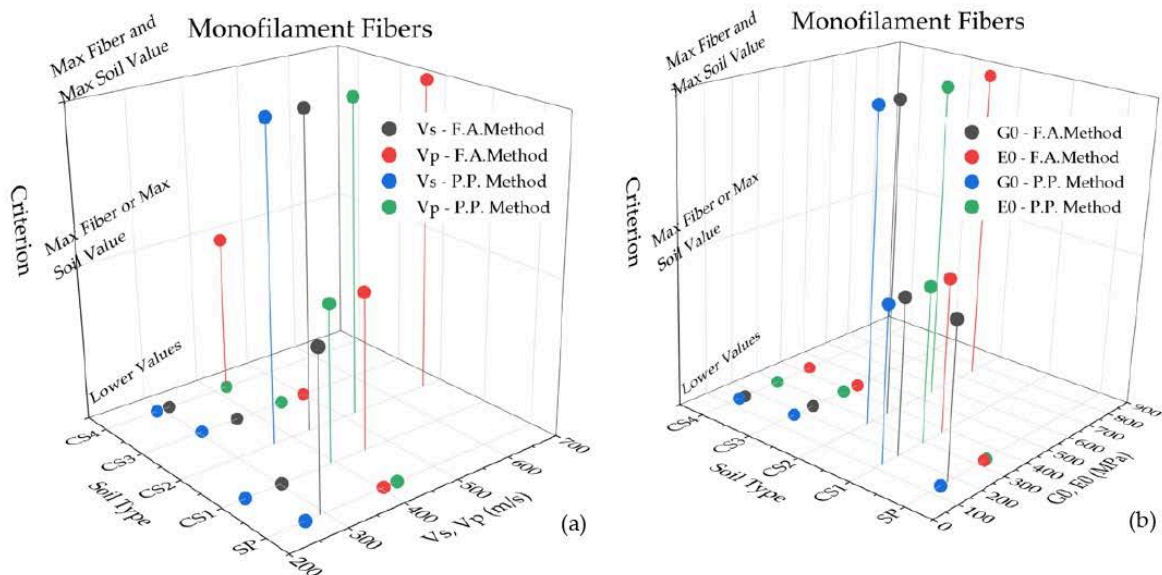 Monofilament Fibers
Max Fiber and
Max Soil Value
Vs - F.A.Method
Vp - F.A.Method
Vs - P.P. Method
Vp - P.P. Method
Criterion
Max Fiber or Max
Soil Value
Lower Values
CS4
CS3
CS2
CS1
SP
Soil Type
200
300
400
500
600
700
Vs, Vp (m/s)
(a)
Monofilament Fibers
Max Fiber and
Max Soil Value
G0 - F.A.Method
E0 - F.A.Method
G0 - P.P. Method
E0 - P.P. Method
Criterion
Max Fiber or Max
Soil Value
Lower Values
CS4
CS3
CS2
CS1
SP
Soil Type
0
100
200
300
400
500
600
700
800
900
G0, E0 (MPa)
(b)